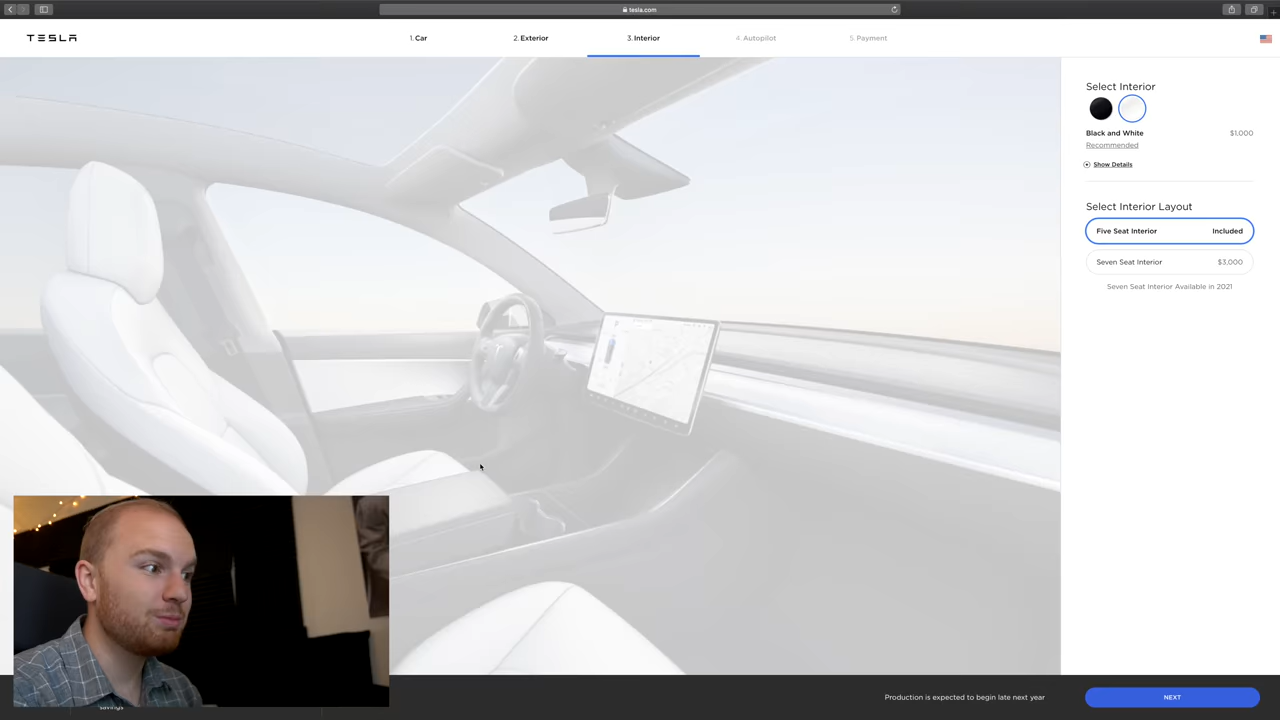 tesla.com
TESLA
1. Car
2. Exterior
3. Interior
4. Autopilot
5. Payment
Select Interior
Black and White $1,000
Recommended
Show Details
Select Interior Layout
Five Seat Interior Included
Seven Seat Interior $3,000
Seven Seat Interior Available in 2021
savings
Production is expected to begin late next year
NEXT